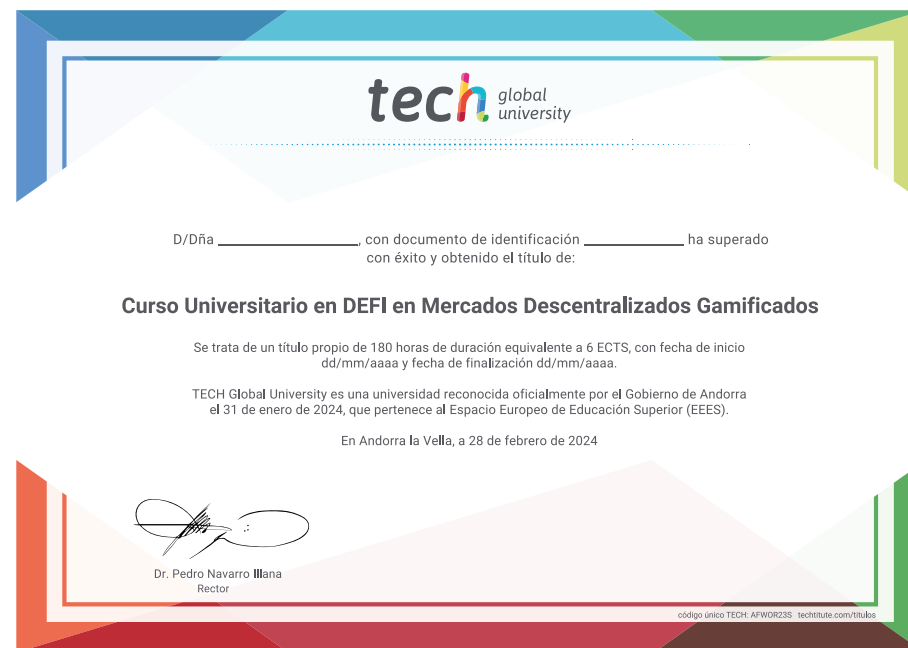 tech global university
D/Dña ________________, con documento de identificación ____________ ha superado
con éxito y obtenido el título de:
Curso Universitario en DEFI en Mercados Descentralizados Gamificados
Se trata de un título propio de 180 horas de duración equivalente a 6 ECTS, con fecha de inicio
dd/mm/aaaa y fecha de finalización dd/mm/aaaa.
TECH Global University es una universidad reconocida oficialmente por el Gobierno de Andorra
el 31 de enero de 2024, que pertenece al Espacio Europeo de Educación Superior (EEES).
En Andorra la Vella, a 28 de febrero de 2024
Dr. Pedro Navarro Illana
Rector
código único TECH: AFWOR23S techtitute.com/titulos